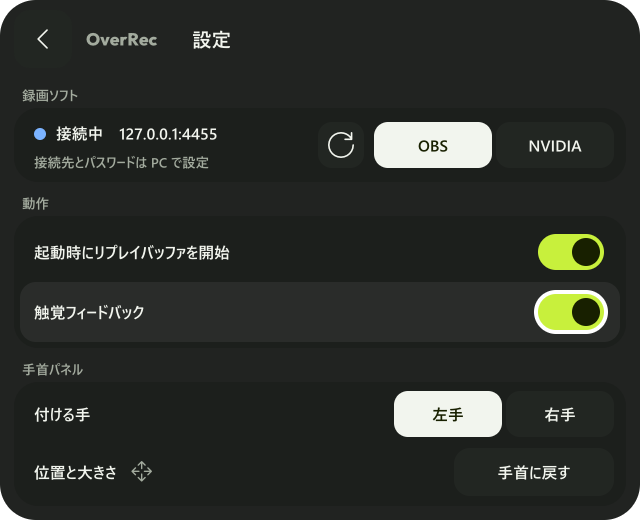 OverRec 設定
録画ソフト
接続中 127.0.0.1:4455
接続先とパスワードは PC で設定
OBS NVIDIA
動作
起動時にリプレイバッファを開始
触覚フィードバック
手首パネル
付ける手 左手 右手
位置と大きさ 手首に戻す